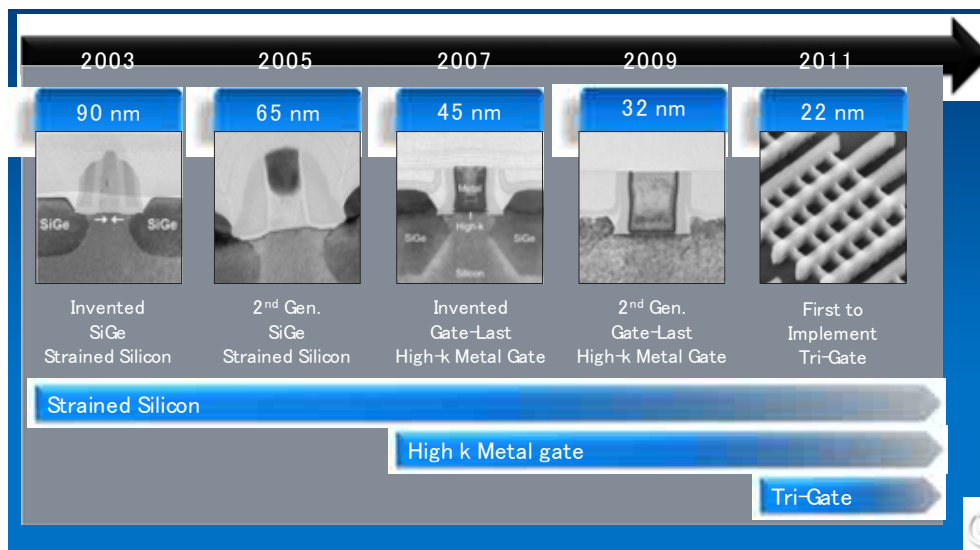 2003 2005 2007 2009 2011
90 nm 65 nm 45 nm 32 nm 22 nm
SiGe SiGe
Metal
High-k
SiGe SiGe
Silicon
Invented
SiGe
Strained Silicon
2nd Gen.
SiGe
Strained Silicon
Invented
Gate-Last
High-k Metal Gate
2nd Gen.
Gate-Last
High-k Metal Gate
First to
Implement
Tri-Gate
Strained Silicon
High k Metal gate
Tri-Gate